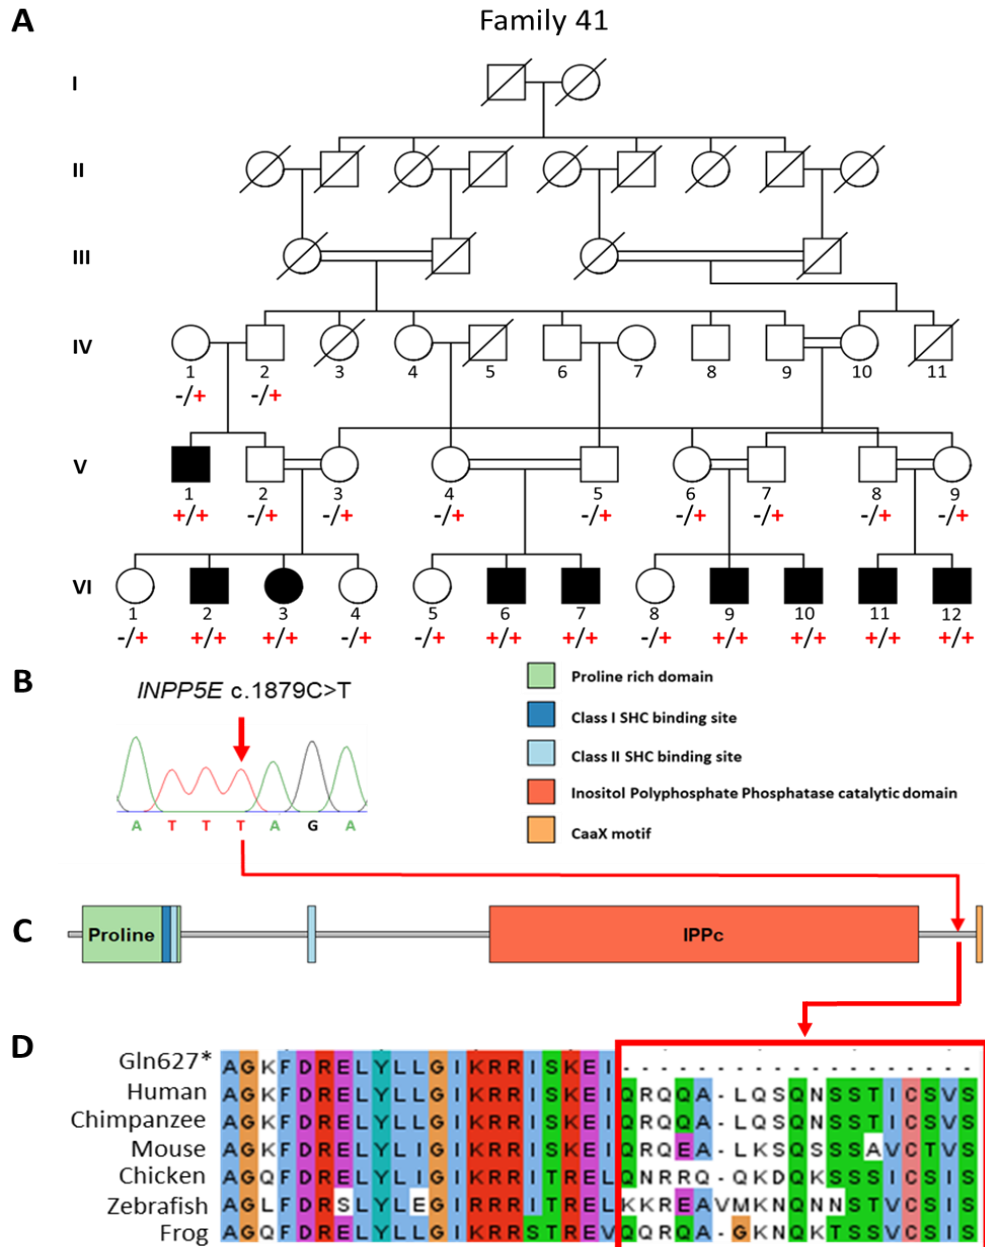 A
Family 41
I
II
III
IV
1 2 3 4 5 6 7 8 9 10 11
-/+ -/+
V
1 2 3 4 5 6 7 8 9
+/+ -/+ -/+ -/+ -/+ -/+ -/+ -/+ -/+
VI
1 2 3 4 5 6 7 8 9 10 11 12
-/+ +/+ +/+ -/+ -/+ +/+ +/+ -/+ +/+ +/+ +/+ +/+
B
INPP5E c.1879C>T
A T T T A G A
Proline rich domain
Class I SHC binding site
Class II SHC binding site
Inositol Polyphosphate Phosphatase catalytic domain
CaaX motif
C
Proline
IPPc
D
Gln627* AGKFDRELYLLGIKRRISKEI-------------------
Human AGKFDRELYLLGIKRRISKEIQRQQA-LQSQNSSTICSVS
Chimpanzee AGKFDRELYLLGIKRRISKEIQRQQA-LQSQNSSTICSVS
Mouse AGKFDRELYLIGIKRRISKEIQRQEA-LKSQSSSAVCTVS
Chicken AGQFDRELYLIGIKRRITRELQNRRQ-QKDQKSSSICSIS
Zebrafish AGLFDRSLYLEGIKRRITRELKKREAVMKNQNNSTVCSIS
Frog AGQFDRELYLLGIKRRSTREVQQRQA-GKNQKTSSVCSIS